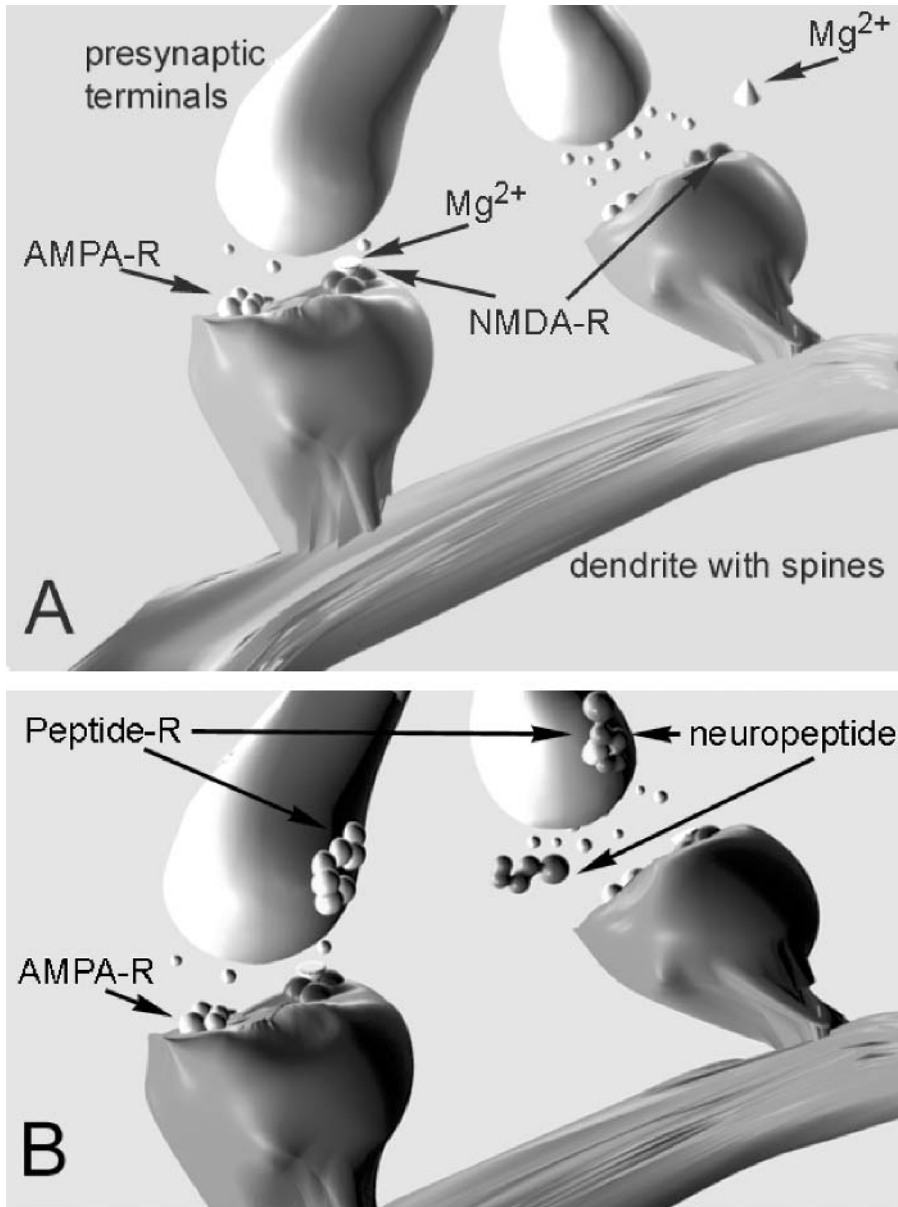 presynaptic
terminals
Mg2+
Mg2+
AMPA-R
NMDA-R
dendrite with spines
A
Peptide-R
neuropeptide
AMPA-R
B